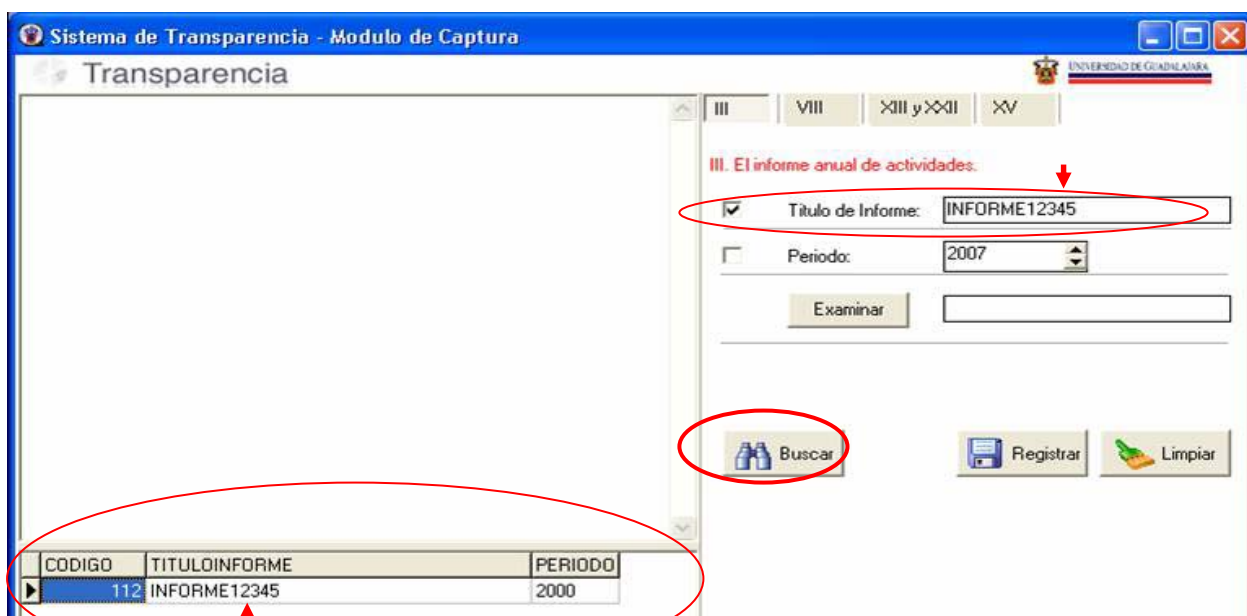 Sistema de Transparencia - Modulo de Captura
Transparencia
UNIVERSIDAD DE GUADALAJARA
III VIII XIII y XXII XV
III. El informe anual de actividades.
Titulo de Informe: INFORME12345
Periodo: 2007
Examinar
Buscar Registrar Limpiar
CODIGO TITULOINFORME PERIODO
112 INFORME12345 2000